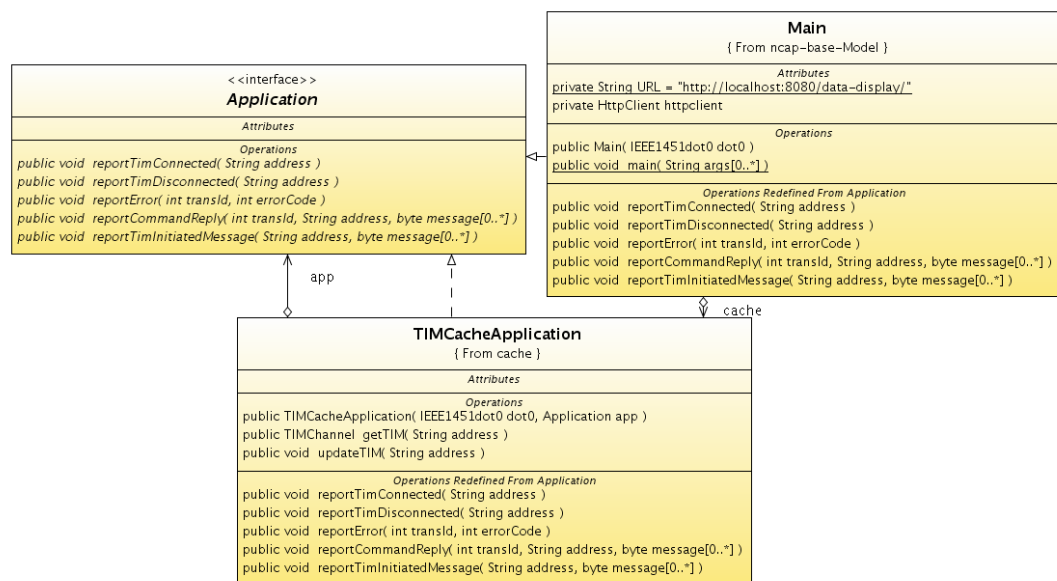 <<interface>>
Application
Attributes
Operations
public void reportTimConnected( String address )
public void reportTimDisconnected( String address )
public void reportError( int transId, int errorCode )
public void reportCommandReply( int transId, String address, byte message[0..*] )
public void reportTimInitiatedMessage( String address, byte message[0..*] )
Main
{ From ncap-base-Model }
Attributes
private String URL = "http://localhost:8080/data-display/"
private HttpClient httpclient
Operations
public Main( IEEE1451dot0 dot0 )
public void main( String args[0..*] )
Operations Redefined From Application
public void reportTimConnected( String address )
public void reportTimDisconnected( String address )
public void reportError( int transId, int errorCode )
public void reportCommandReply( int transId, String address, byte message[0..*] )
public void reportTimInitiatedMessage( String address, byte message[0..*] )
app
cache
TIMCacheApplication
{ From cache }
Attributes
Operations
public TIMCacheApplication( IEEE1451dot0 dot0, Application app )
public TIMChannel getTIM( String address )
public void updateTIM( String address )
Operations Redefined From Application
public void reportTimConnected( String address )
public void reportTimDisconnected( String address )
public void reportError( int transId, int errorCode )
public void reportCommandReply( int transId, String address, byte message[0..*] )
public void reportTimInitiatedMessage( String address, byte message[0..*] )